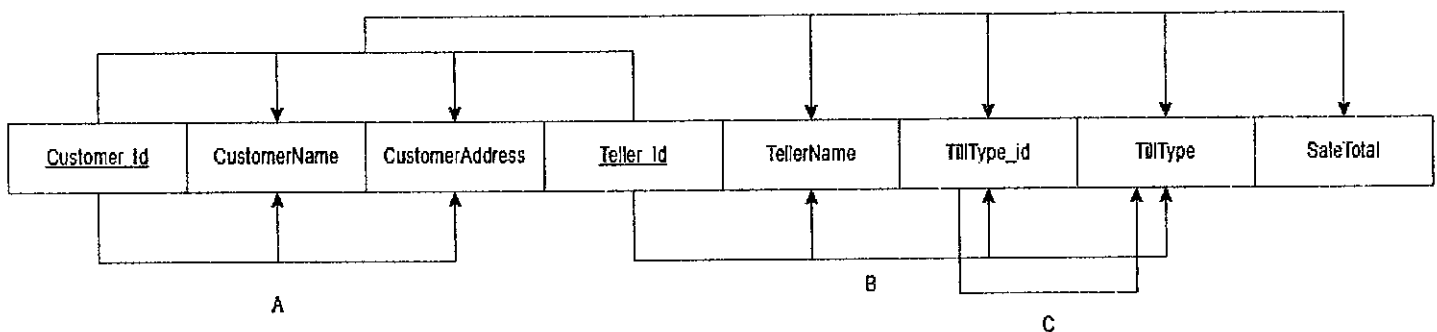 Customer_Id CustomerName CustomerAddress Teller_Id TellerName TillType_id TillType SaleTotal
A
B
C